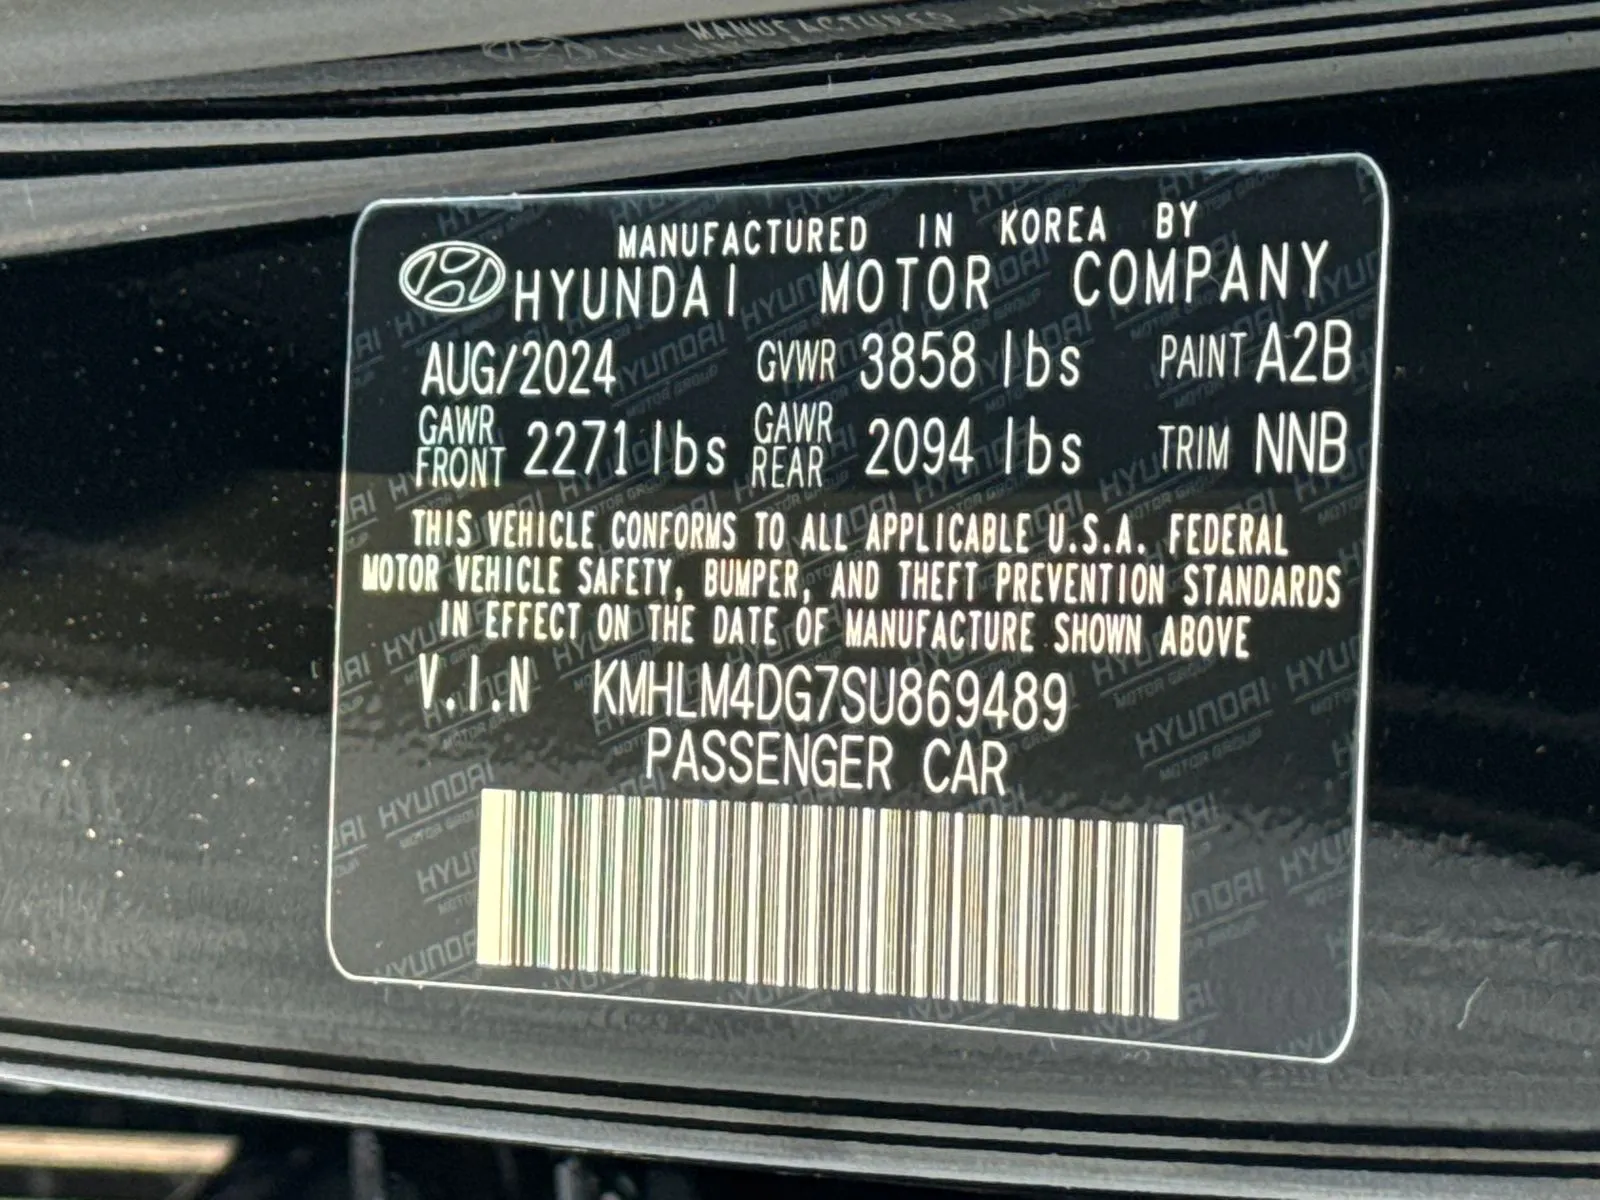 MANUFACTURED IN KOREA BY
HYUNDAI MOTOR COMPANY
AUG/2024 GVWR 3858 lbs PAINT A2B
GAWR FRONT 2271 lbs GAWR REAR 2094 lbs TRIM NNB
THIS VEHICLE CONFORMS TO ALL APPLICABLE U.S.A. FEDERAL
MOTOR VEHICLE SAFETY, BUMPER, AND THEFT PREVENTION STANDARDS
IN EFFECT ON THE DATE OF MANUFACTURE SHOWN ABOVE
V.I.N KMHLM4DG7SU869489
PASSENGER CAR